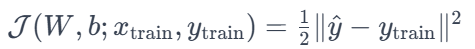 𝒥(W, b; x_train, y_train) = ½‖ŷ − y_train‖²